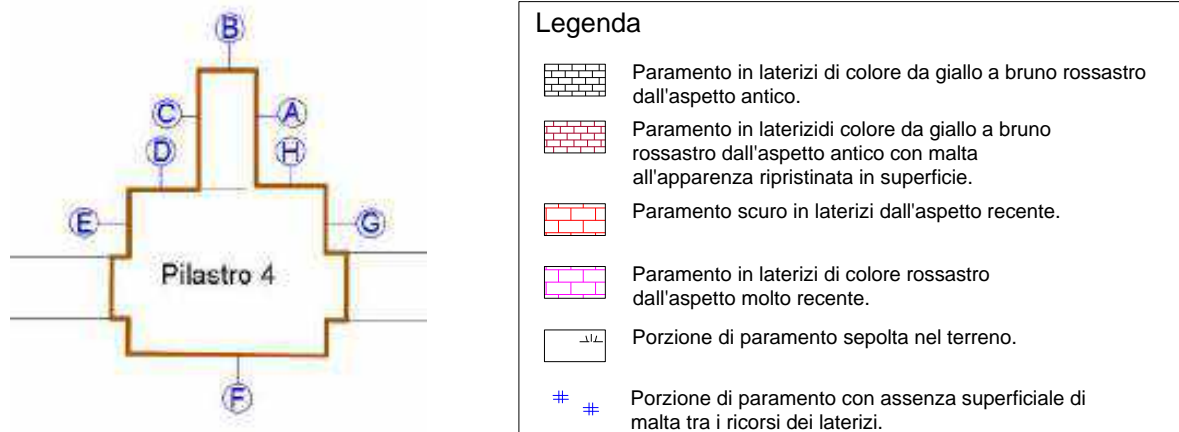 B
C
A
D
H
E
G
Pilastro 4
F
Legenda
Paramento in laterizi di colore da giallo a bruno rossastro
dall'aspetto antico.
Paramento in laterizidi colore da giallo a bruno
rossastro dall'aspetto antico con malta
all'apparenza ripristinata in superficie.
Paramento scuro in laterizi dall'aspetto recente.
Paramento in laterizi di colore rossastro
dall'aspetto molto recente.
Porzione di paramento sepolta nel terreno.
Porzione di paramento con assenza superficiale di
malta tra i ricorsi dei laterizi.